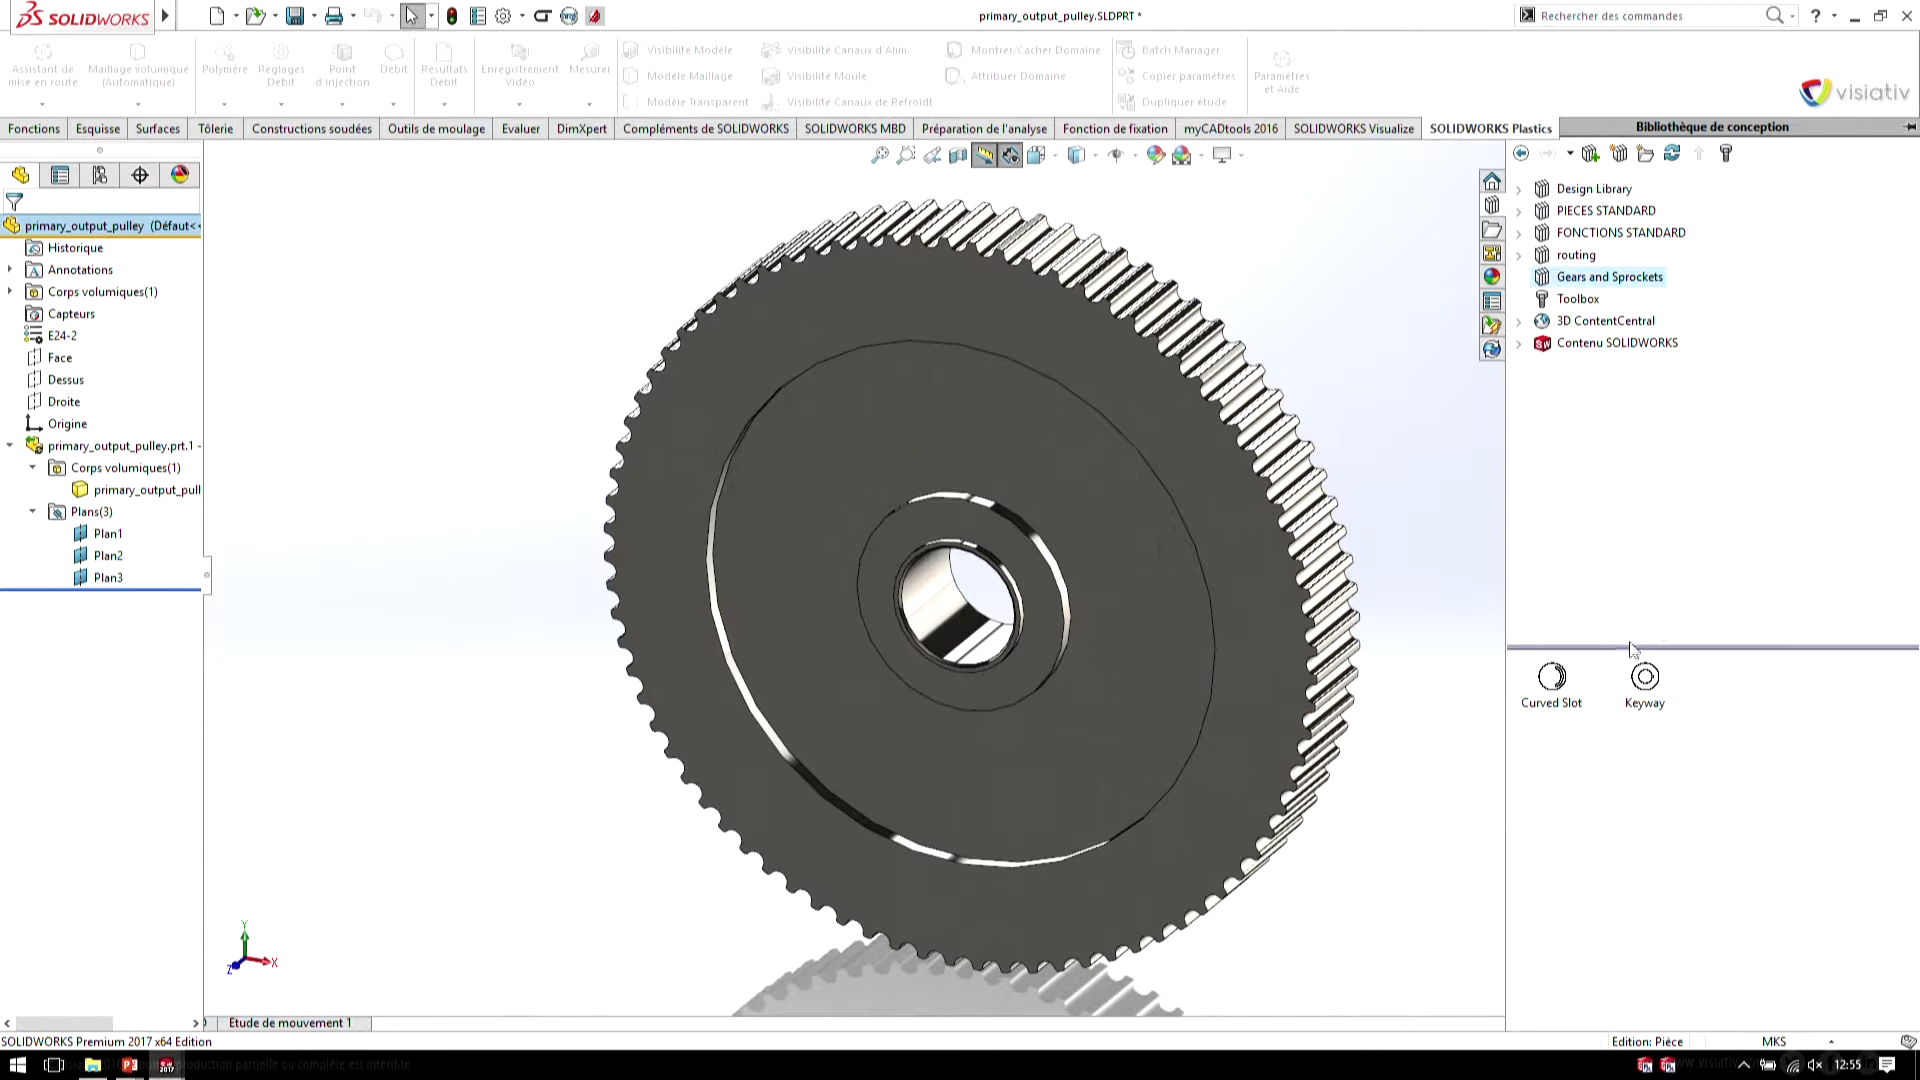 SOLIDWORKS
primary_output_pulley.SLDPRT *
Rechercher des commandes
Assistant de mise en route
Maillage volumique (Automatique)
Polymère
Réglages Débit
Point d'injection
Débit
Résultats Débit
Enregistrement Vidéo
Mesurer
Visibilité Modèle
Modèle Maillage
Modèle Transparent
Visibilité Canaux d'Alim.
Visibilité Moule
Visibilité Canaux de Refroidt
Montrer/Cacher Domaine
Attribuer Domaine
Batch Manager
Copier paramètres
Dupliquer étude
Paramètres et Aide
visiativ
Fonctions
Esquisse
Surfaces
Tôlerie
Constructions soudées
Outils de moulage
Evaluer
DimXpert
Compléments de SOLIDWORKS
SOLIDWORKS MBD
Préparation de l'analyse
Fonction de fixation
myCADtools 2016
SOLIDWORKS Visualize
SOLIDWORKS Plastics
Bibliothèque de conception
primary_output_pulley (Défaut<
Historique
Annotations
Corps volumiques(1)
Capteurs
E24-2
Face
Dessus
Droite
Origine
primary_output_pulley.prt.1 -
Corps volumiques(1)
primary_output_pull
Plans(3)
Plan1
Plan2
Plan3
Design Library
PIECES STANDARD
FONCTIONS STANDARD
routing
Gears and Sprockets
Toolbox
3D ContentCentral
Contenu SOLIDWORKS
Curved Slot
Keyway
Y
X
Z
Etude de mouvement 1
SOLIDWORKS Premium 2017 x64 Edition
Edition: Pièce
MKS
production partielle ou complète est interdite
12:55